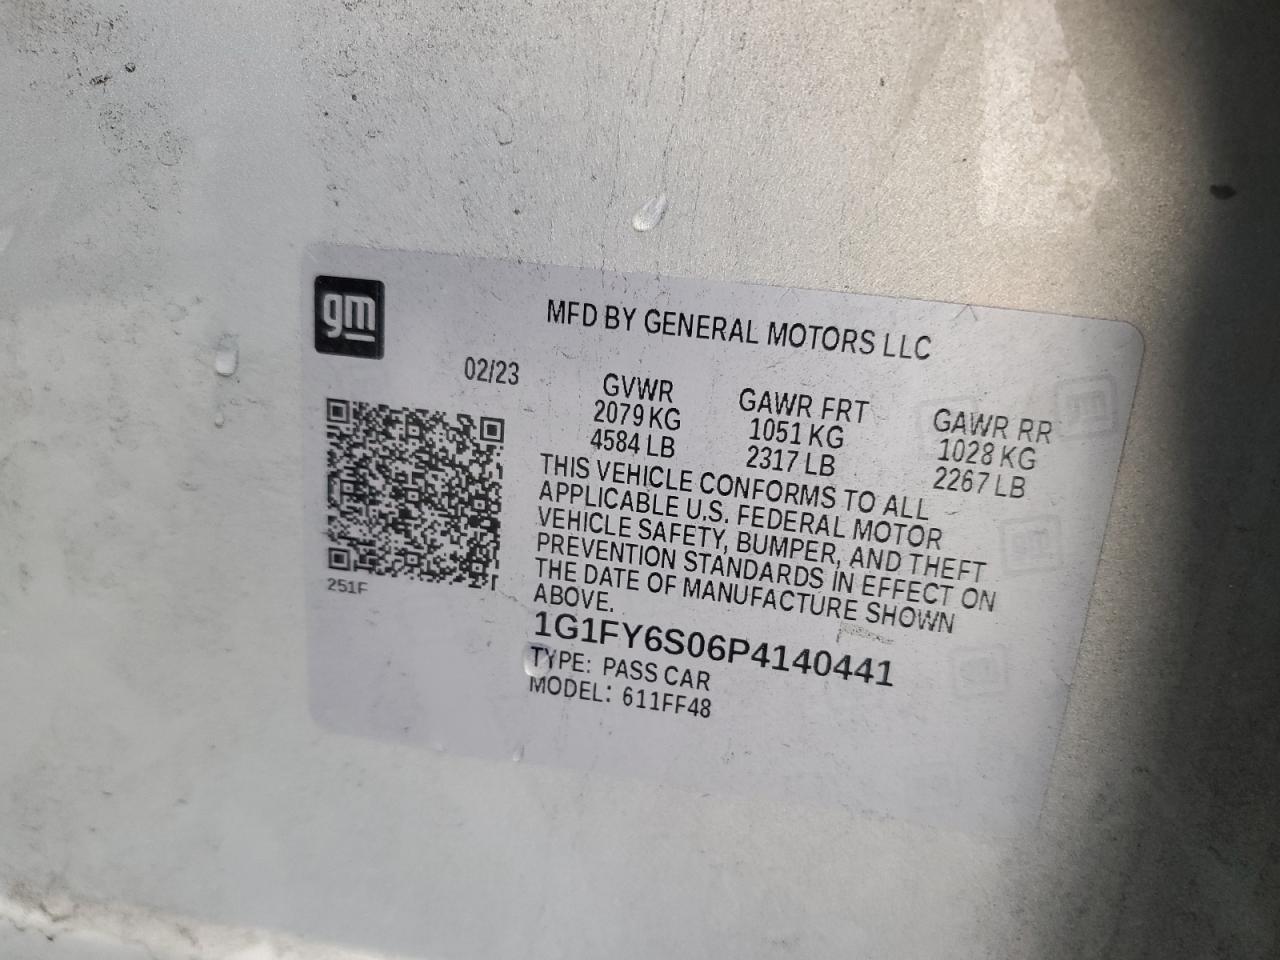 gm
MFD BY GENERAL MOTORS LLC
02/23
GVWR
2079 KG
4584 LB
GAWR FRT
1051 KG
2317 LB
GAWR RR
1028 KG
2267 LB
THIS VEHICLE CONFORMS TO ALL
APPLICABLE U.S. FEDERAL MOTOR
VEHICLE SAFETY, BUMPER, AND THEFT
PREVENTION STANDARDS IN EFFECT ON
THE DATE OF MANUFACTURE SHOWN
ABOVE.
1G1FY6S06P4140441
TYPE: PASS CAR
MODEL: 611FF48
251F